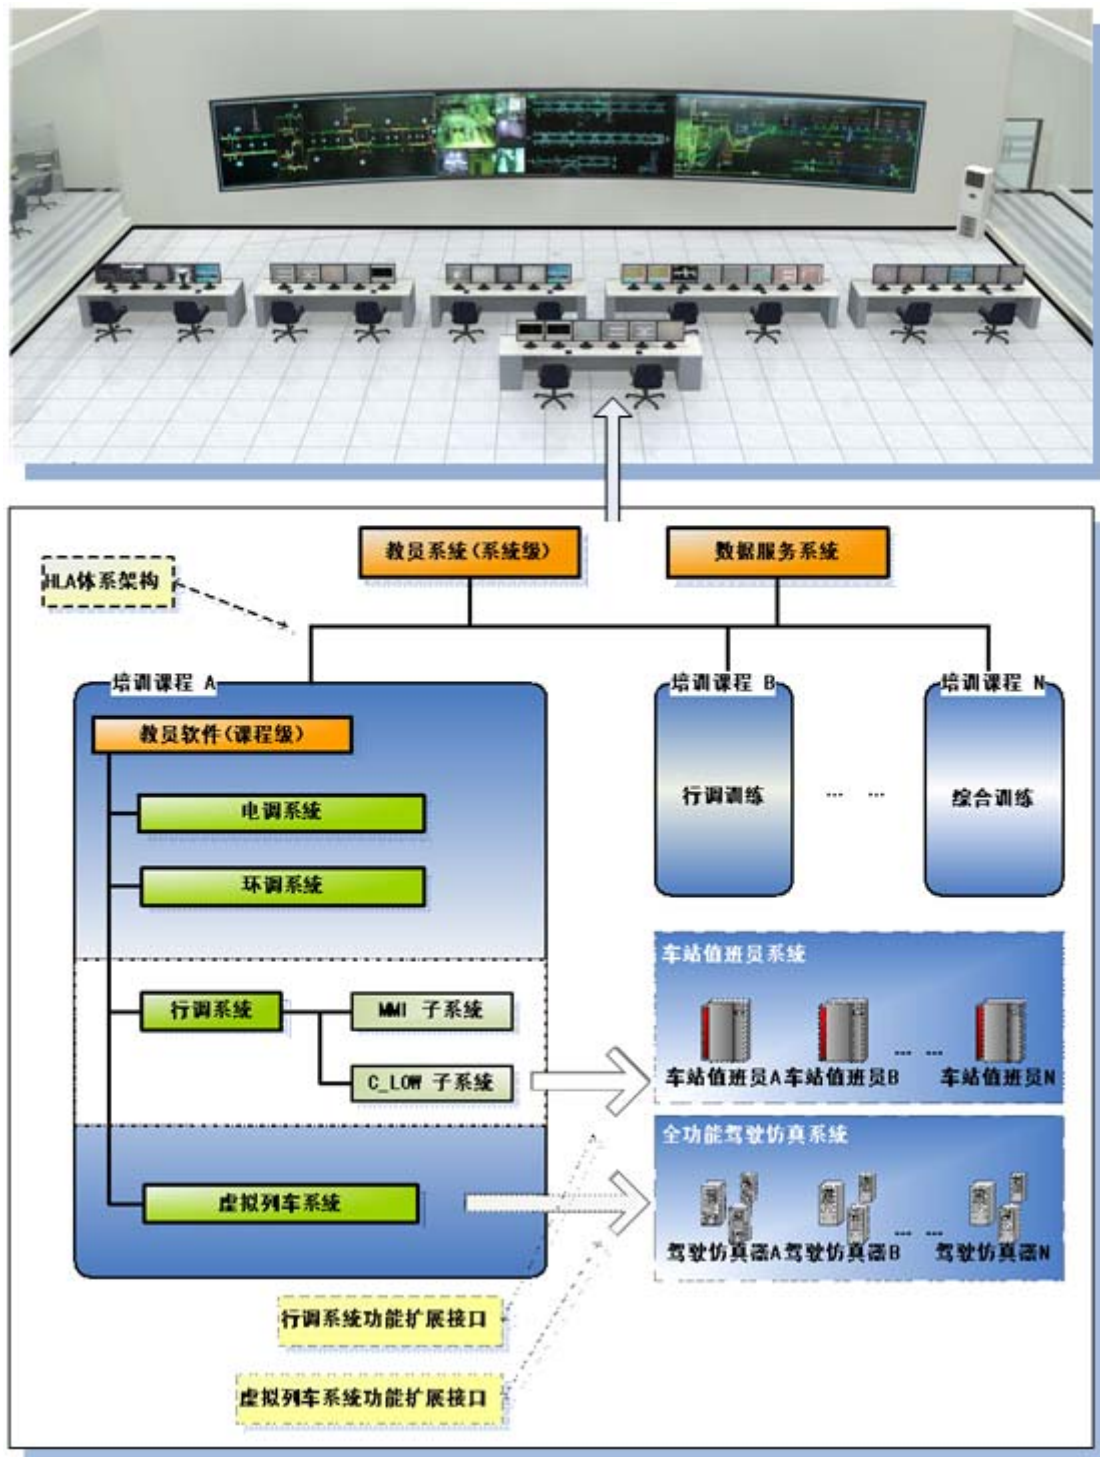 教员系统(系统级)
数据服务系统
HLA体系架构
培训课程 A
培训课程 B
培训课程 N
教员软件(课程级)
电调系统
行调训练
… …
综合训练
环调系统
车站值班员系统
行调系统
MMI 子系统
… …
C_LOW 子系统
车站值班员A
车站值班员B
车站值班员N
全功能驾驶仿真系统
虚拟列车系统
… …
驾驶仿真器A
驾驶仿真器B
驾驶仿真器N
行调系统功能扩展接口
虚拟列车系统功能扩展接口